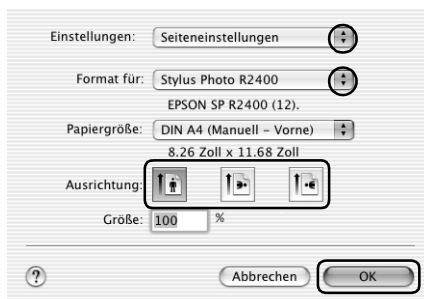 Einstellungen: Seiteneinstellungen
Format für: Stylus Photo R2400
EPSON SP R2400 (12).
Papiergröße: DIN A4 (Manuell – Vorne)
8.26 Zoll x 11.68 Zoll
Ausrichtung:
Größe: 100 %
? Abbrechen OK